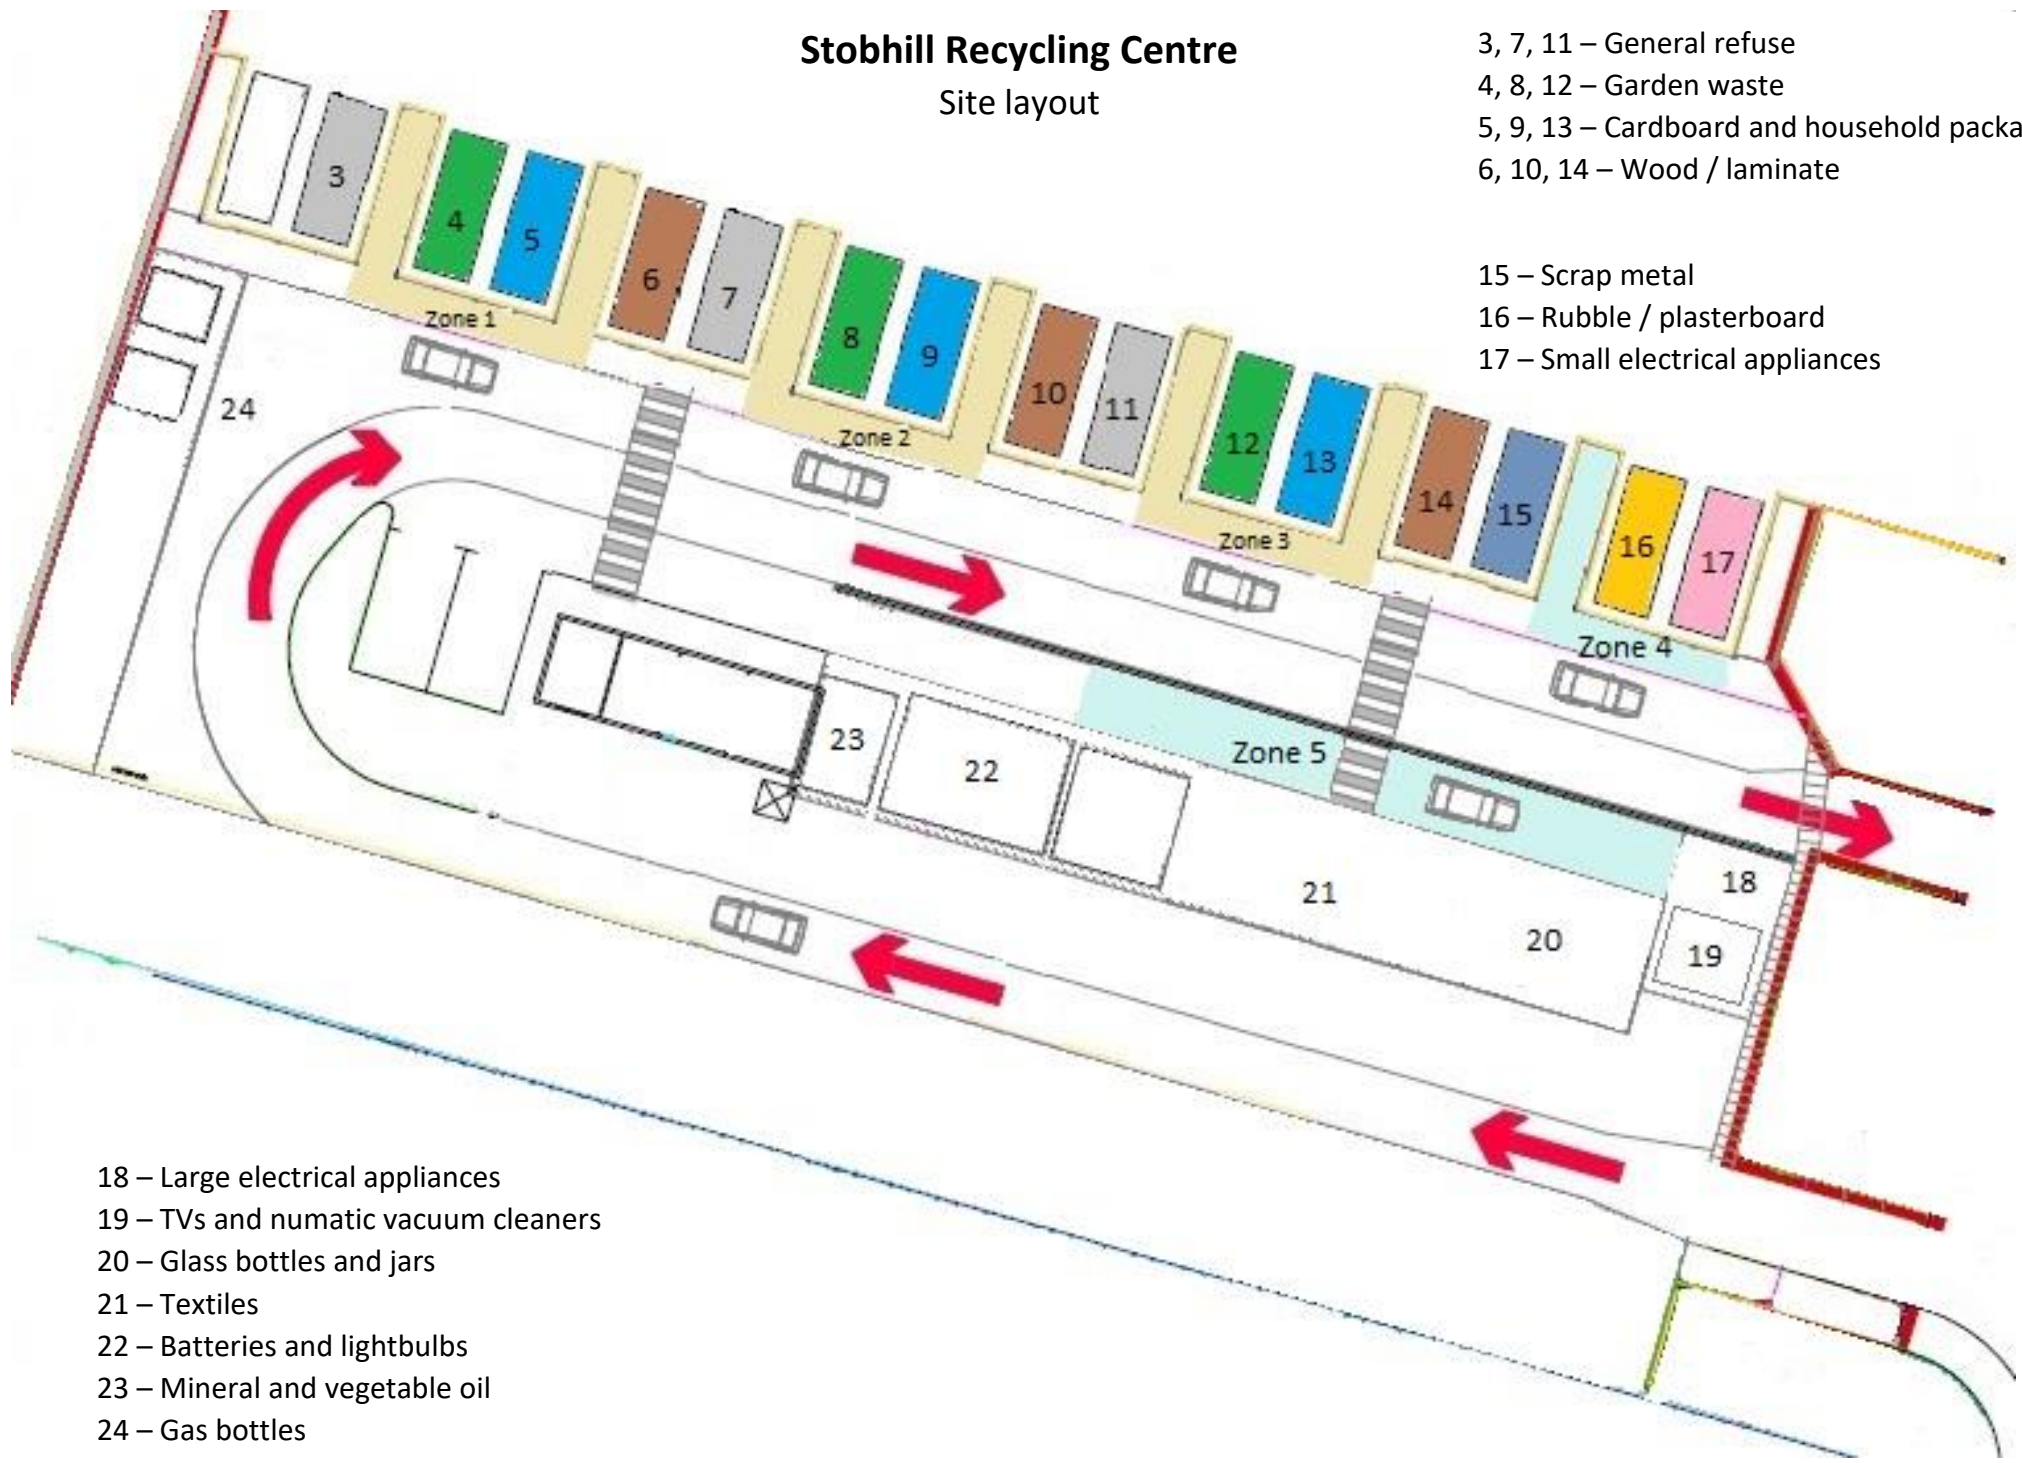 Stobhill Recycling Centre
Site layout
3, 7, 11 – General refuse
4, 8, 12 – Garden waste
5, 9, 13 – Cardboard and household packa
6, 10, 14 – Wood / laminate
15 – Scrap metal
16 – Rubble / plasterboard
17 – Small electrical appliances
3
4
5
6
7
8
9
10
11
12
13
14
15
16
17
Zone 1
Zone 2
Zone 3
Zone 4
Zone 5
24
23
22
21
20
18
19
18 – Large electrical appliances
19 – TVs and numatic vacuum cleaners
20 – Glass bottles and jars
21 – Textiles
22 – Batteries and lightbulbs
23 – Mineral and vegetable oil
24 – Gas bottles